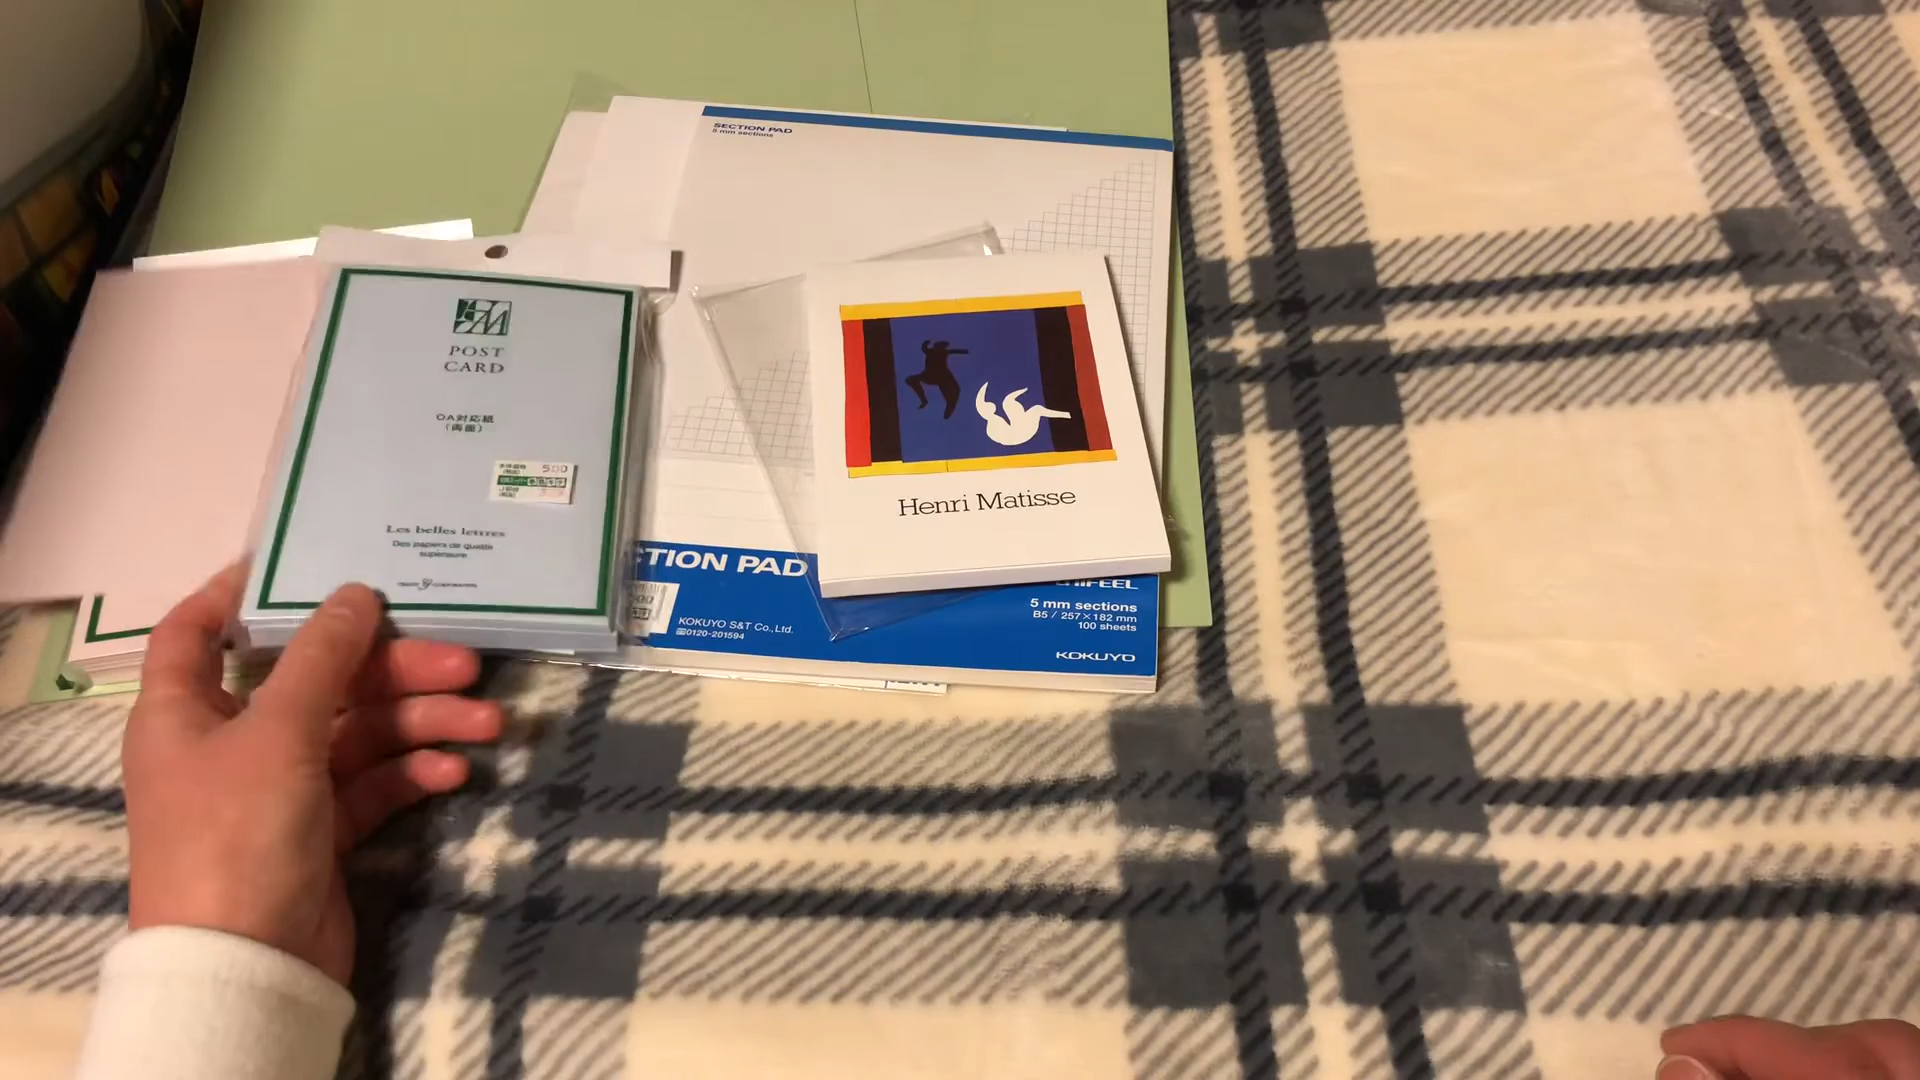 SECTION PAD
5 mm sections
POST
CARD
OA対応紙
(両面)
500
Les belles lettres
Des papiers de qualité
supérieure
Henri Matisse
TION PAD
KOKUYO S&T Co.,Ltd.
0120-201594
5 mm sections
B5 / 257×182 mm
100 sheets
KOKUYO